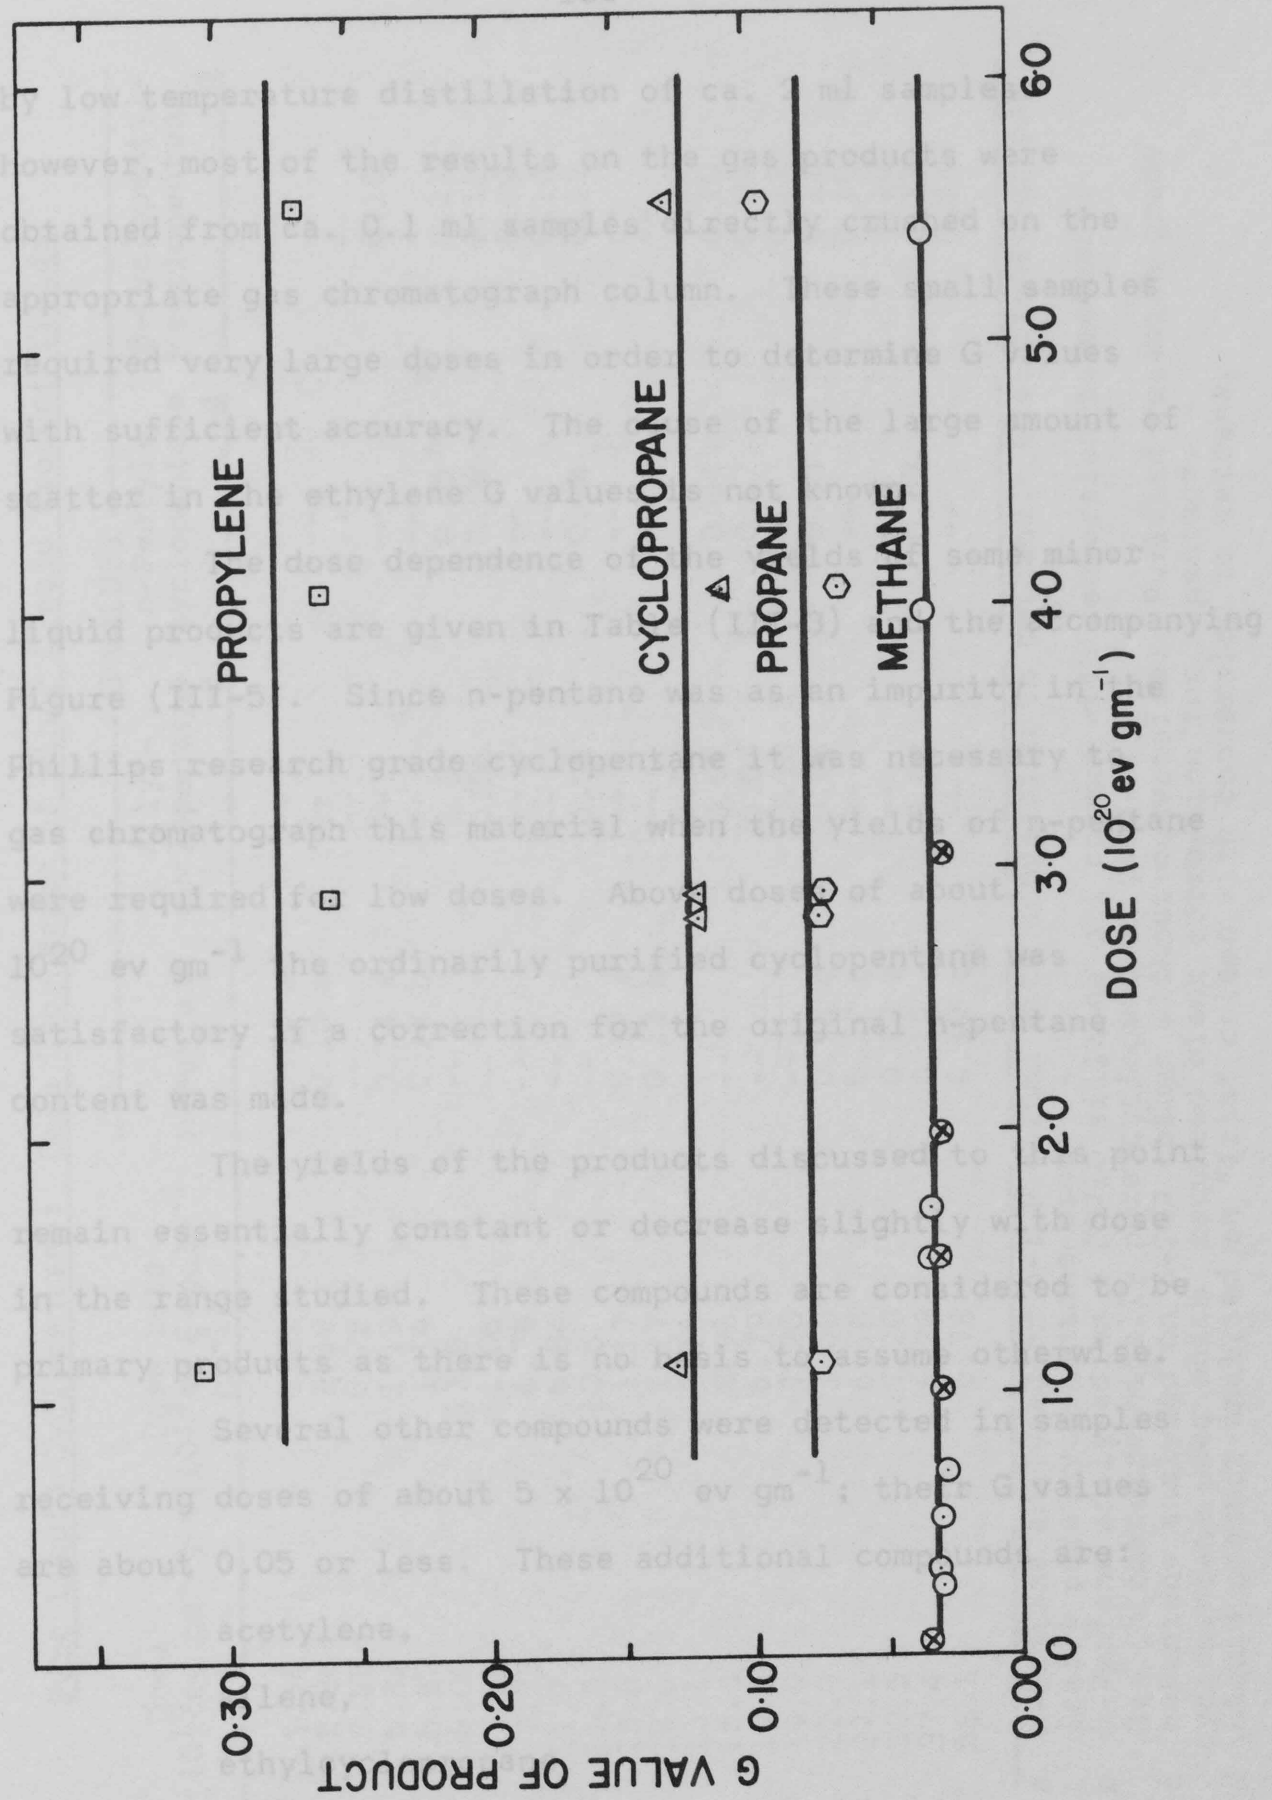 by low temperature distillation of ca. 2 ml samples
however, most of the results on the gas products were
obtained from ca. 0.1 ml samples directly crushed on the
appropriate gas chromatograph column. These small samples
required very large doses in order to determine G values
with sufficient accuracy. The cause of the large amount of
scatter in the ethylene G values is not known.
The dose dependence of the yields of some minor
liquid products are given in Table and the accompanying
Figure (III-5). Since n-pentane was as an impurity in the
Phillips research grade cyclopentane it was necessary to
gas chromatograph this material when the yields of n-pentane
were required for low doses. Above doses of about
10²⁰ ev gm⁻¹ the ordinarily purified cyclopentane was
satisfactory if a correction for the original n-pentane
content was made.
The yields of the products discussed to this point
remain essentially constant or decrease slightly with dose
in the range studied. These compounds are considered to be
primary products as there is no basis to assume otherwise.
Several other compounds were detected in samples
receiving doses of about 5 x 10²⁰ ev gm⁻¹; their G values
are about 0.05 or less. These additional compounds are:
acetylene,
G VALUE OF PRODUCT
0·30
0·20
0·10
0·00
PROPYLENE
CYCLOPROPANE
PROPANE
METHANE
0
1·0
2·0
3·0
4·0
5·0
6·0
DOSE (10²⁰ ev gm⁻¹)